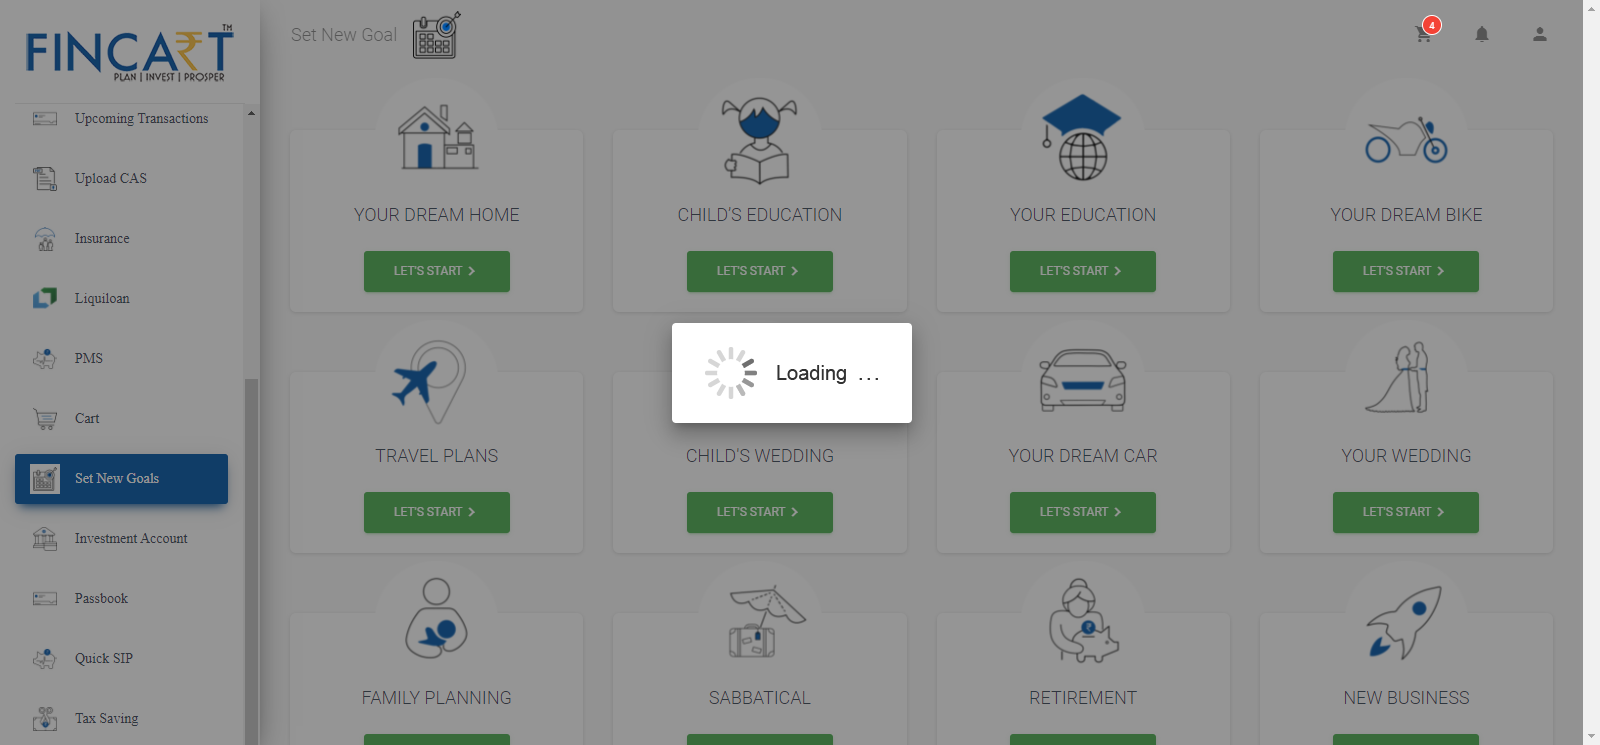 FINCART TM
PLAN | INVEST | PROSPER
Upcoming Transactions
Upload CAS
Insurance
Liquiloan
PMS
Cart
Set New Goals
Investment Account
Passbook
Quick SIP
Tax Saving
Set New Goal
4
YOUR DREAM HOME
CHILD'S EDUCATION
YOUR EDUCATION
YOUR DREAM BIKE
LET'S START
LET'S START
LET'S START
LET'S START
Loading ...
TRAVEL PLANS
CHILD'S WEDDING
YOUR DREAM CAR
YOUR WEDDING
LET'S START
LET'S START
LET'S START
LET'S START
₹
FAMILY PLANNING
SABBATICAL
RETIREMENT
NEW BUSINESS